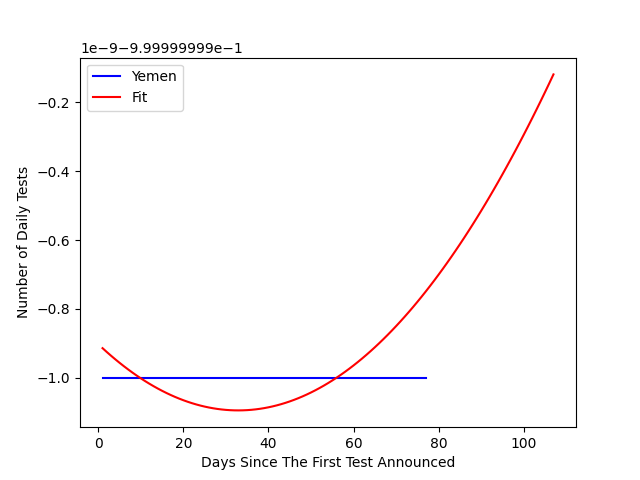 1e−9−9.99999999e−1
Yemen
Fit
−0.2
−0.4
−0.6
−0.8
−1.0
Number of Daily Tests
0 20 40 60 80 100
Days Since The First Test Announced